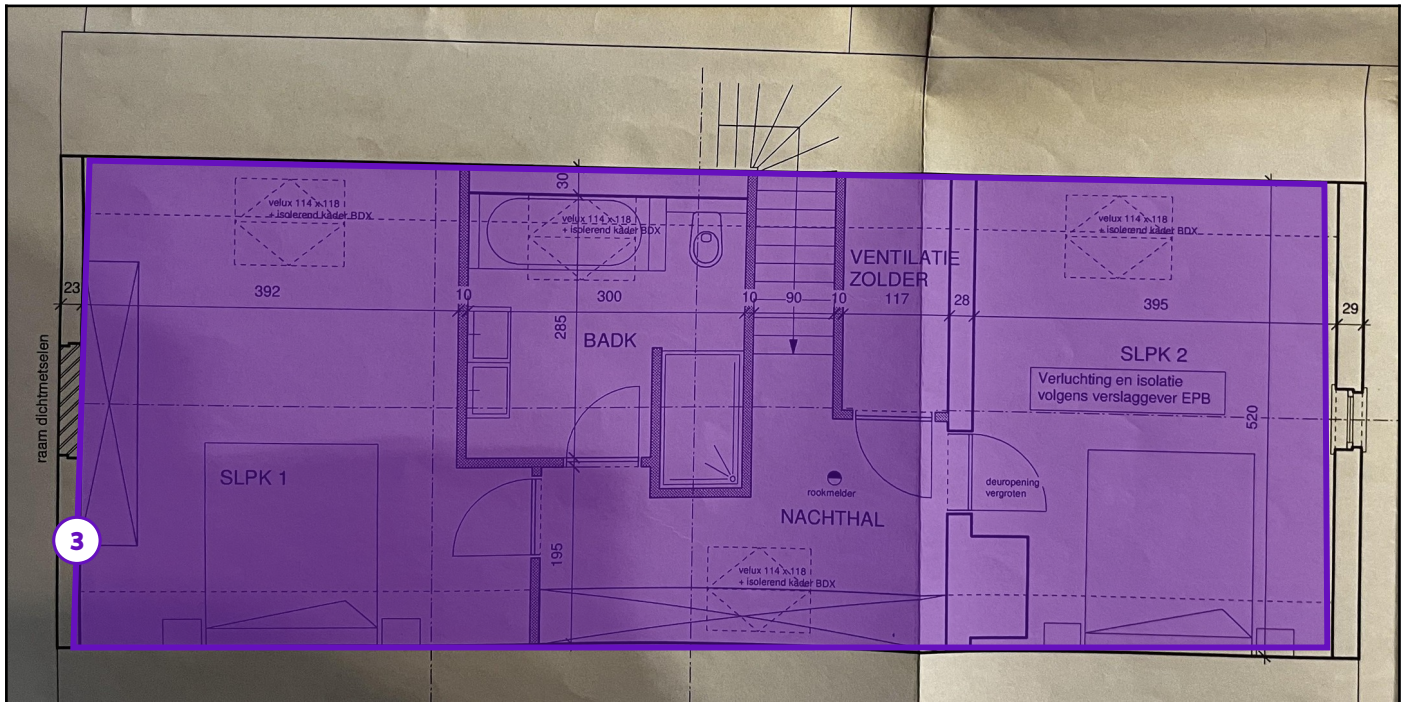 30
velux 114 x 118
+ isolerend kader BDX
velux 114 x 118
+ isolerend kader BDX
velux 114 x 118
+ isolerend kader BDX
VENTILATIE
ZOLDER
23
392
10
300
10
90
10
117
28
395
29
285
BADK
SLPK 2
Verluchting en isolatie
volgens verslaggever EPB
raam dichtmetselen
520
SLPK 1
deuropening
vergroten
rookmelder
NACHTHAL
3
195
velux 114 x 118
+ isolerend kader BDX